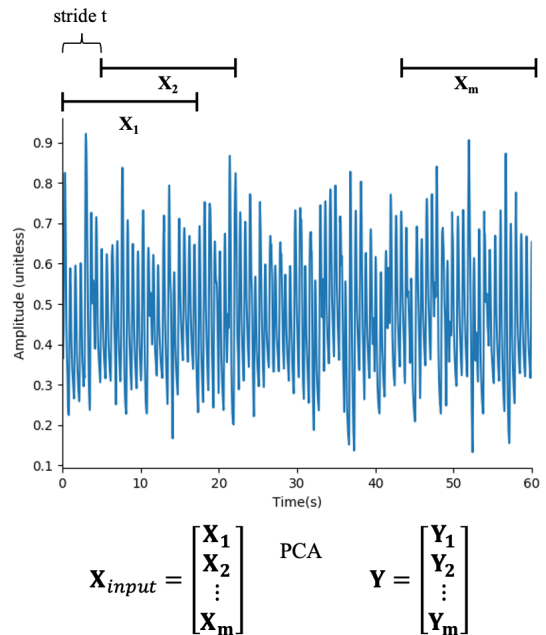 stride t
X2
Xm
X1
0.9
0.8
0.7
0.6
0.5
0.4
0.3
0.2
0.1
Amplitude (unitless)
0 10 20 30 40 50 60
Time(s)
X_input = [X1 X2 ⋮ Xm] PCA Y = [Y1 Y2 ⋮ Ym]